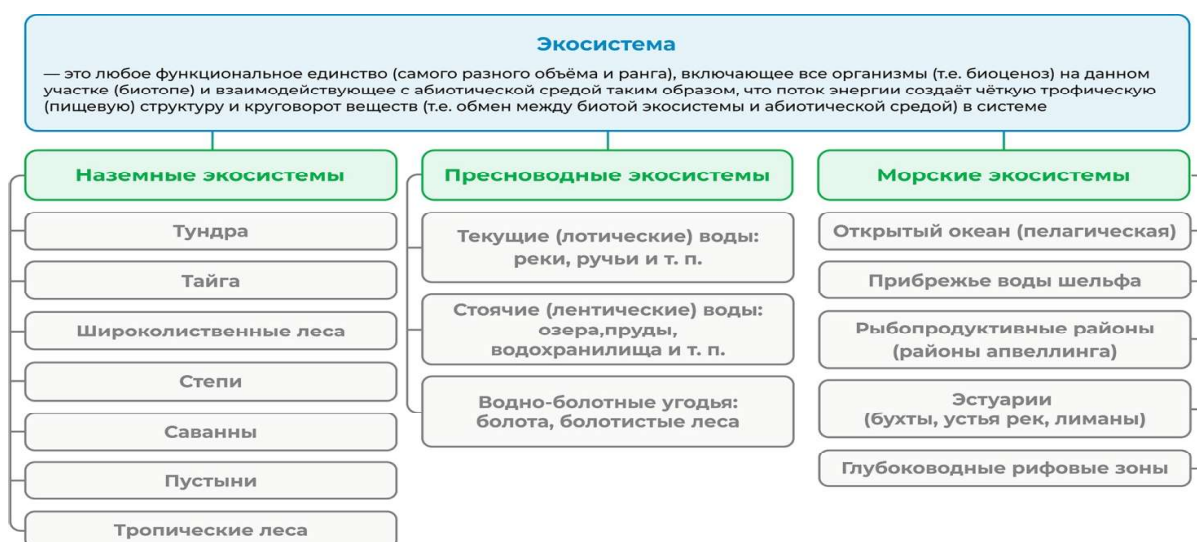 Экосистема
— это любое функциональное единство (самого разного объёма и ранга), включающее все организмы (т.е. биоценоз) на данном
участке (биотопе) и взаимодействующее с абиотической средой таким образом, что поток энергии создаёт чёткую трофическую
(пищевую) структуру и круговорот веществ (т.е. обмен между биотой экосистемы и абиотической средой) в системе
Наземные экосистемы
Тундра
Тайга
Широколиственные леса
Степи
Саванны
Пустыни
Тропические леса
Пресноводные экосистемы
Текущие (лотические) воды:
реки, ручьи и т. п.
Стоячие (лентические) воды:
озера,пруды,
водохранилища и т. п.
Водно-болотные угодья:
болота, болотистые леса
Морские экосистемы
Открытый океан (пелагическая)
Прибрежье воды шельфа
Рыбопродуктивные районы
(районы апвеллинга)
Эстуарии
(бухты, устья рек, лиманы)
Глубоководные рифовые зоны